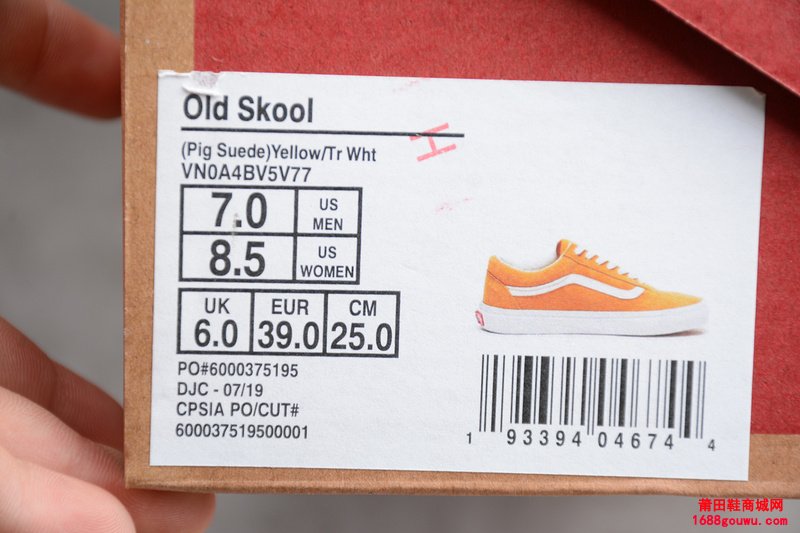 Old Skool
(Pig Suede)Yellow/Tr Wht
VN0A4BV5V77
7.0 US MEN
8.5 US WOMEN
UK EUR CM
6.0 39.0 25.0
PO#6000375195
DJC - 07/19
CPSIA PO/CUT#
600037519500001
1 93394 04674 4
H
莆田鞋商城网
1688gouwu.com